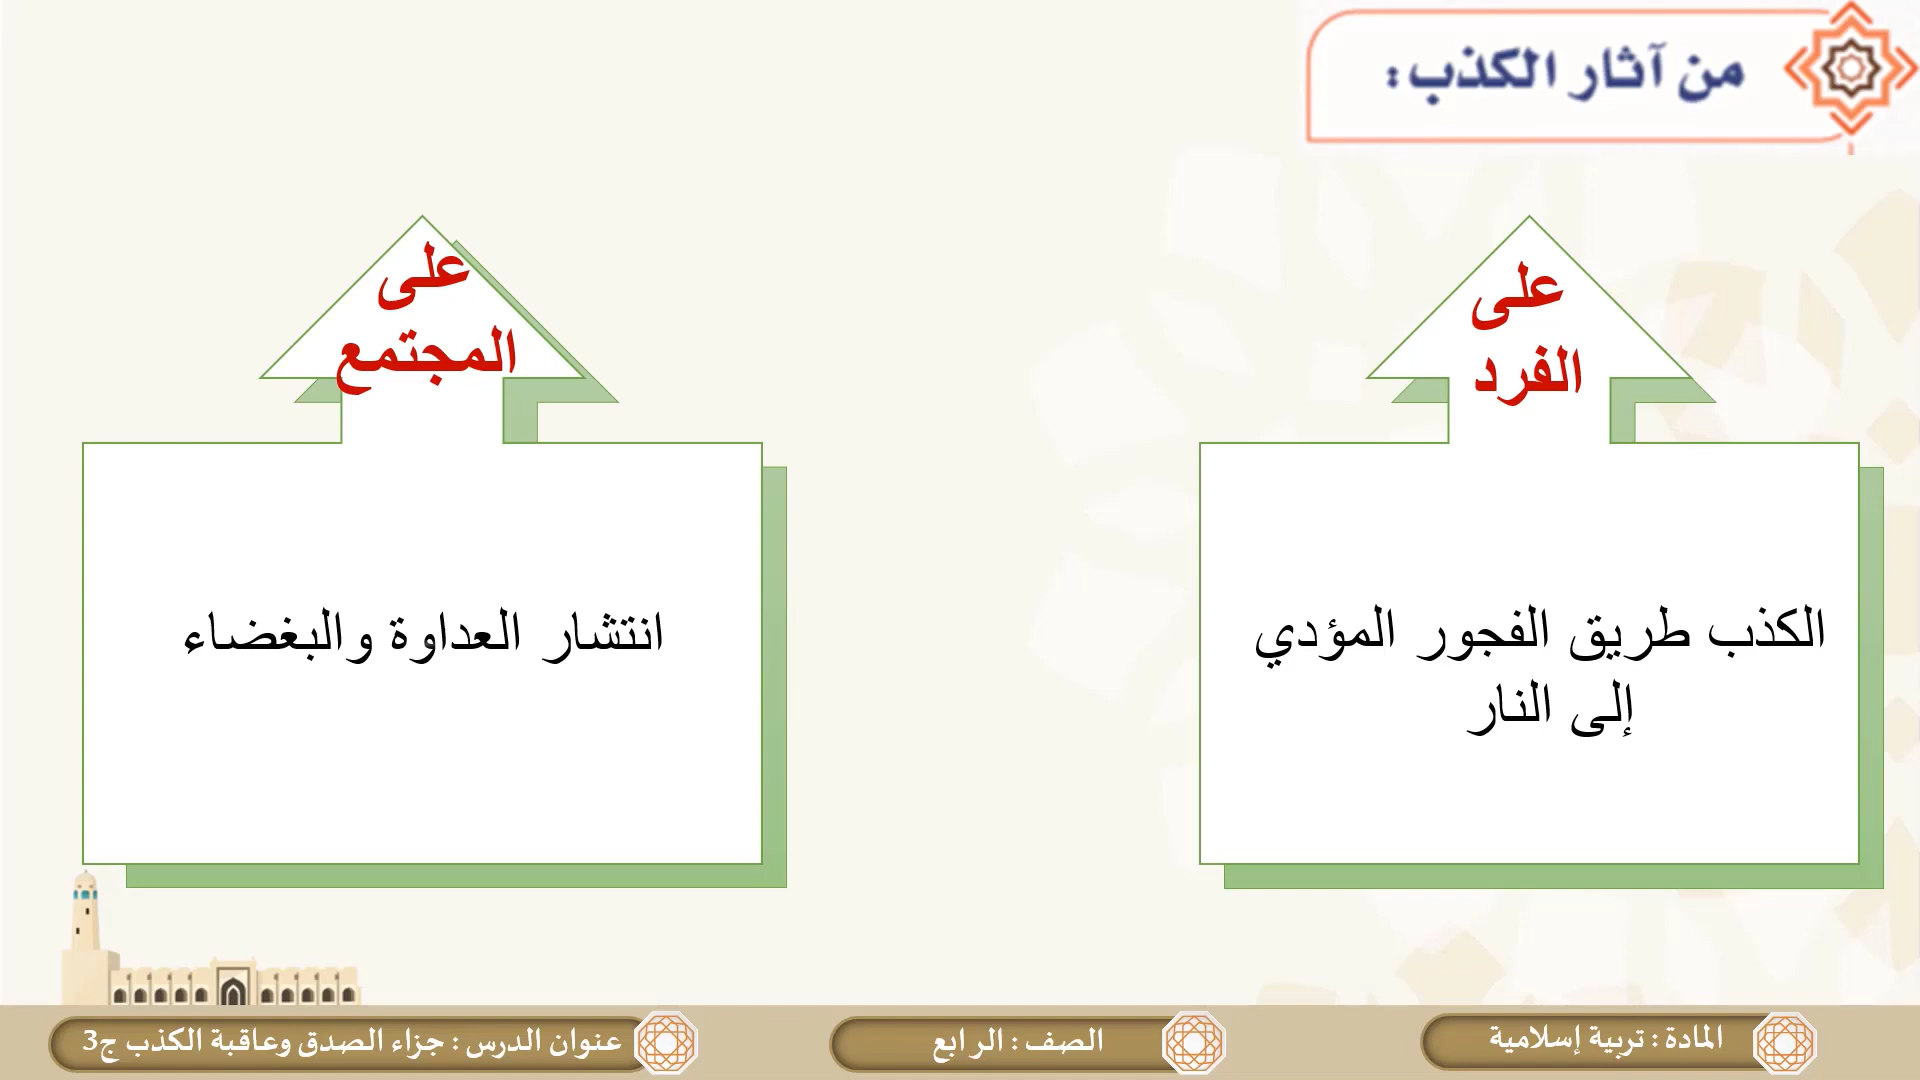 من آثار الكذب :
على
الفرد
الكذب طريق الفجور المؤدي
إلى النار
على
المجتمع
انتشار العداوة والبغضاء
المادة : تربية إسلامية
الصف : الرابع
عنوان الدرس : جزاء الصدق وعاقبة الكذب ج3